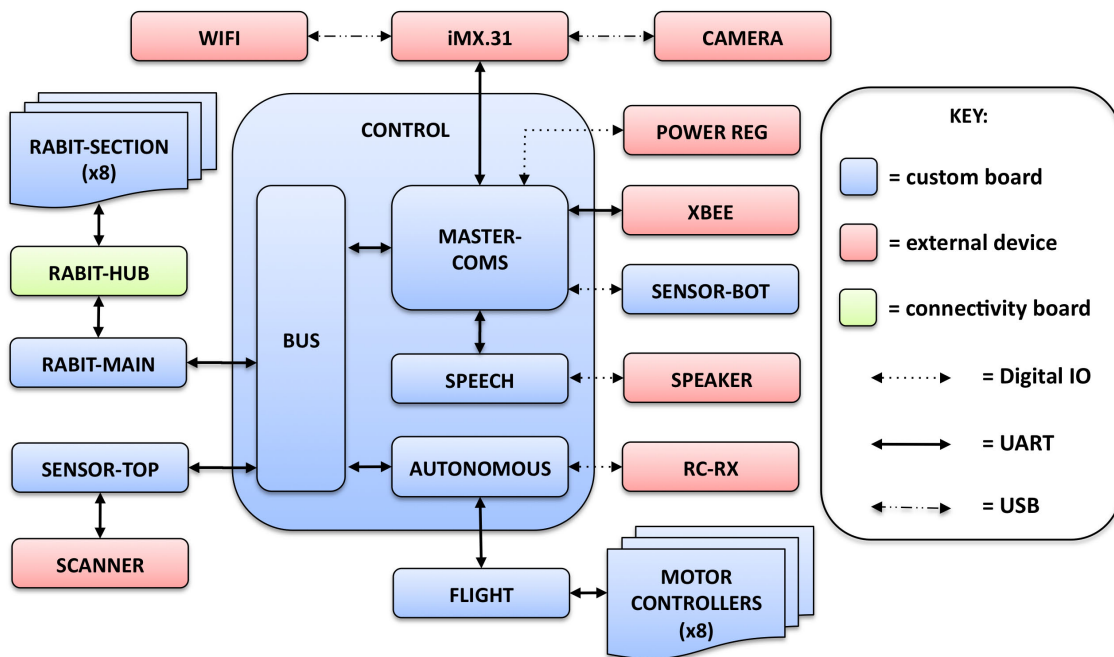 WIFI
iMX.31
CAMERA
CONTROL
POWER REG
KEY:
RABIT-SECTION
(x8)
= custom board
XBEE
MASTER-
COMS
= external device
RABIT-HUB
SENSOR-BOT
= connectivity board
BUS
RABIT-MAIN
SPEECH
SPEAKER
= Digital IO
= UART
SENSOR-TOP
AUTONOMOUS
RC-RX
= USB
SCANNER
FLIGHT
MOTOR
CONTROLLERS
(x8)